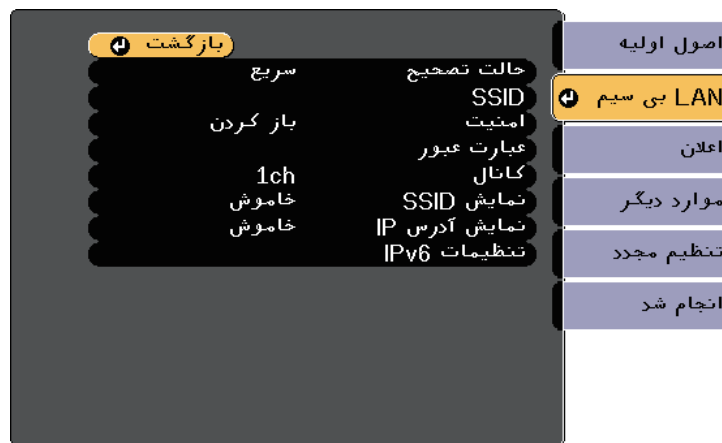 اصول اولیه
LAN بی سیم
اعلان
موارد دیگر
تنظیم مجدد
انجام شد
بازگشت
حالت تصحیح سریع
SSID
امنیت باز کردن
عبارت عبور
کانال 1ch
نمایش SSID خاموش
نمایش آدرس IP خاموش
تنظیمات IPv6